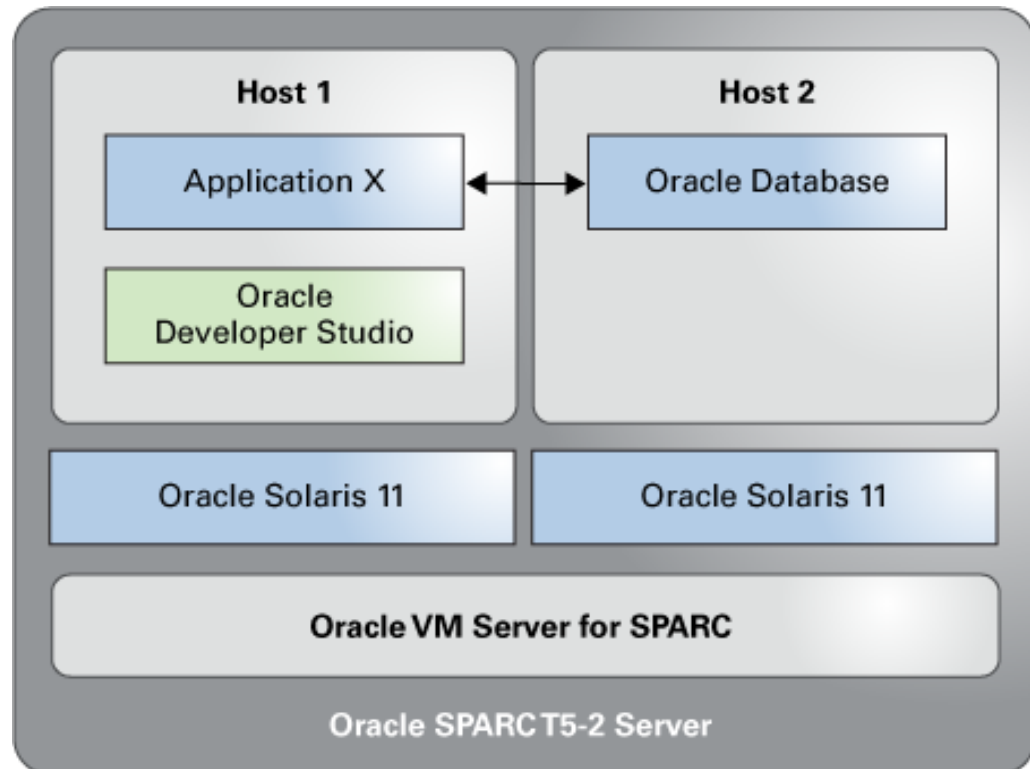 Host 1
Host 2
Application X
Oracle Database
Oracle
Developer Studio
Oracle Solaris 11
Oracle Solaris 11
Oracle VM Server for SPARC
Oracle SPARC T5-2 Server